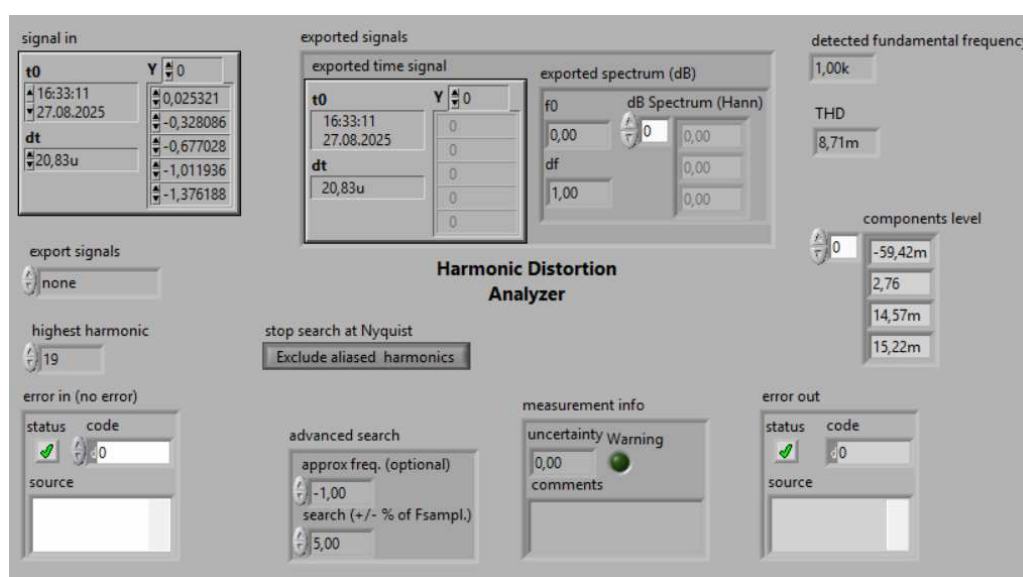 signal in
t0
16:33:11
27.08.2025
dt
20,83u
Y 0
0,025321
-0,328086
-0,677028
-1,011936
-1,376188
export signals
none
highest harmonic
19
exported signals
exported time signal
t0
16:33:11
27.08.2025
dt
20,83u
Y 0
0
0
0
0
0
exported spectrum (dB)
f0
0,00
df
1,00
dB Spectrum (Hann)
0
0,00
0,00
0,00
detected fundamental frequency
1,00k
THD
8,71m
components level
0
-59,42m
2,76
14,57m
15,22m
Harmonic Distortion
Analyzer
stop search at Nyquist
Exclude aliased harmonics
error in (no error)
status code
d0
source
advanced search
approx freq. (optional)
-1,00
search (+/- % of Fsampl.)
5,00
measurement info
uncertainty Warning
0,00
comments
error out
status code
d0
source